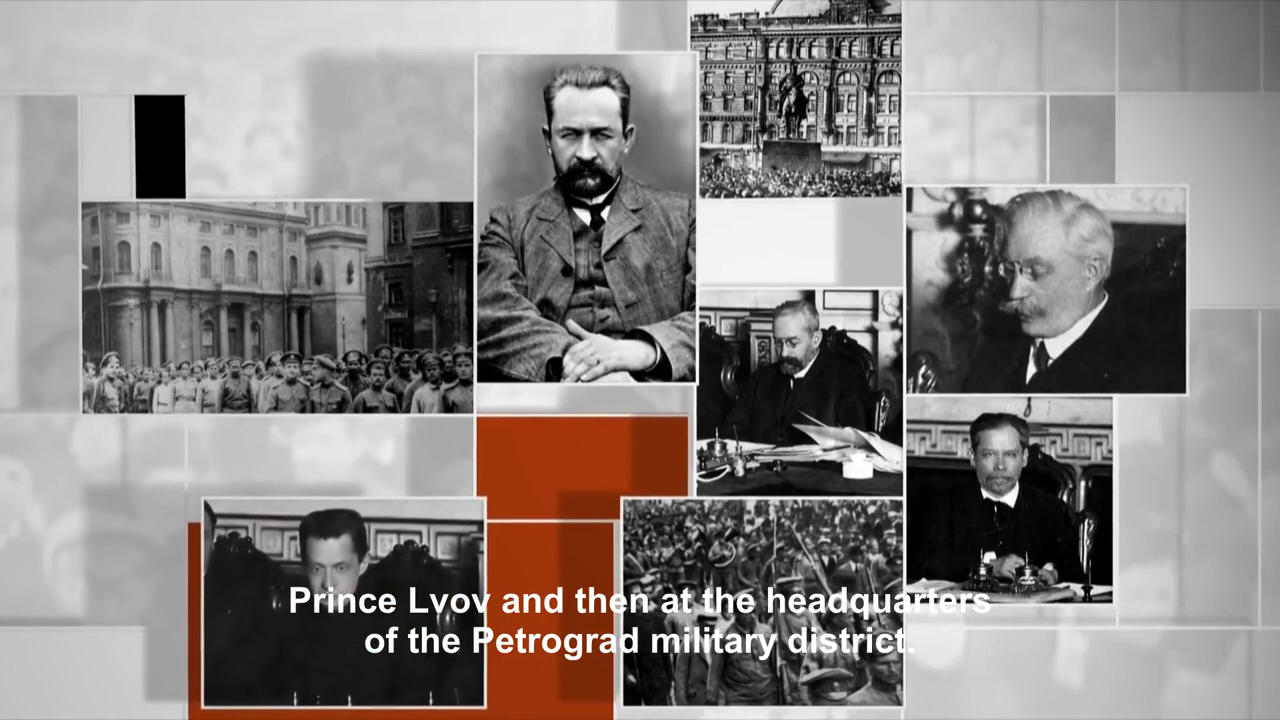 Prince Lvov and then at the headquarters
of the Petrograd military district.